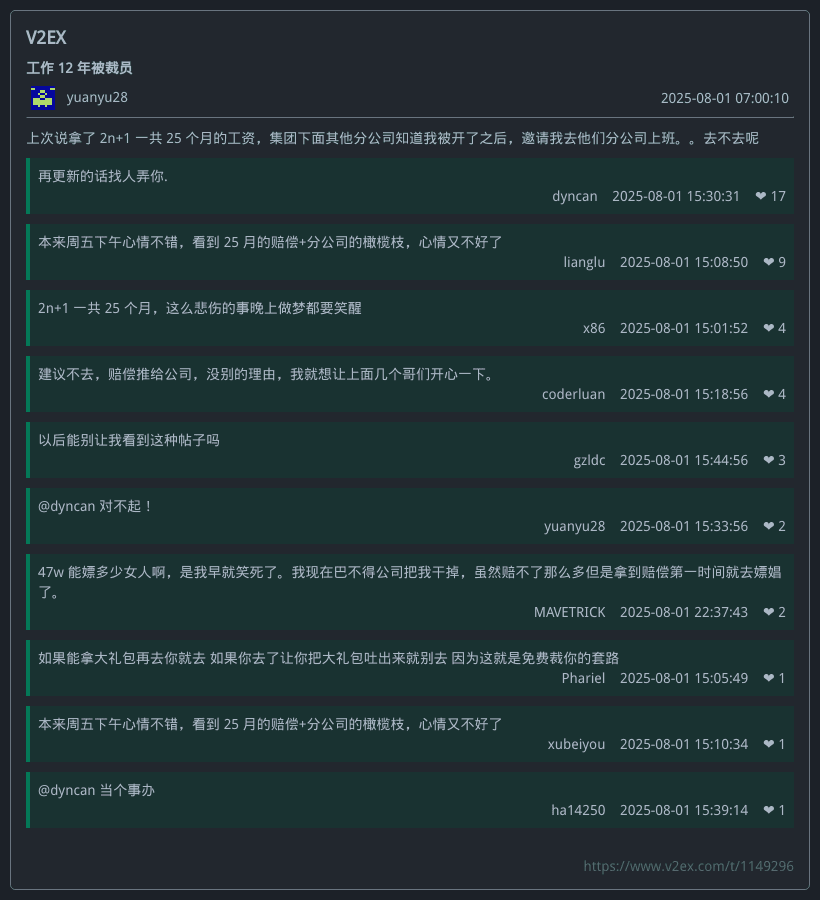 V2EX
工作 12 年被裁员
yuanyu28 2025-08-01 07:00:10
上次说拿了 2n+1 一共 25 个月的工资，集团下面其他分公司知道我被开了之后，邀请我去他们分公司上班。。去不去呢
再更新的话找人弄你.
dyncan 2025-08-01 15:30:31 ❤ 17
本来周五下午心情不错，看到 25 月的赔偿+分公司的橄榄枝，心情又不好了
lianglu 2025-08-01 15:08:50 ❤ 9
2n+1 一共 25 个月，这么悲伤的事晚上做梦都要笑醒
x86 2025-08-01 15:01:52 ❤ 4
建议不去，赔偿推给公司，没别的理由，我就想让上面几个哥们开心一下。
coderluan 2025-08-01 15:18:56 ❤ 4
以后能别让我看到这种帖子吗
gzldc 2025-08-01 15:44:56 ❤ 3
@dyncan 对不起！
yuanyu28 2025-08-01 15:33:56 ❤ 2
47w 能嫖多少女人啊，是我早就笑死了。我现在巴不得公司把我干掉，虽然赔不了那么多但是拿到赔偿第一时间就去嫖娼
了。
MAVETRICK 2025-08-01 22:37:43 ❤ 2
如果能拿大礼包再去你就去 如果你去了让你把大礼包吐出来就别去 因为这就是免费裁你的套路
Phariel 2025-08-01 15:05:49 ❤ 1
本来周五下午心情不错，看到 25 月的赔偿+分公司的橄榄枝，心情又不好了
xubeiyou 2025-08-01 15:10:34 ❤ 1
@dyncan 当个事办
ha14250 2025-08-01 15:39:14 ❤ 1
https://www.v2ex.com/t/1149296